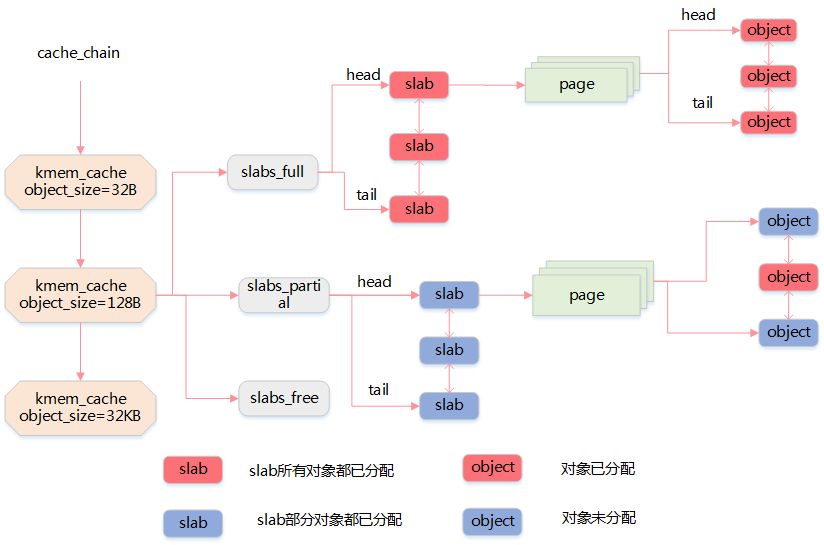 cache_chain
kmem_cache
object_size=32B
kmem_cache
object_size=128B
kmem_cache
object_size=32KB
slabs_full
slabs_parti
al
slabs_free
head
tail
slab
slab
slab
page
head
tail
object
object
object
head
tail
slab
slab
slab
page
object
object
object
slab
slab所有对象都已分配
object
对象已分配
slab
slab部分对象都已分配
object
对象未分配